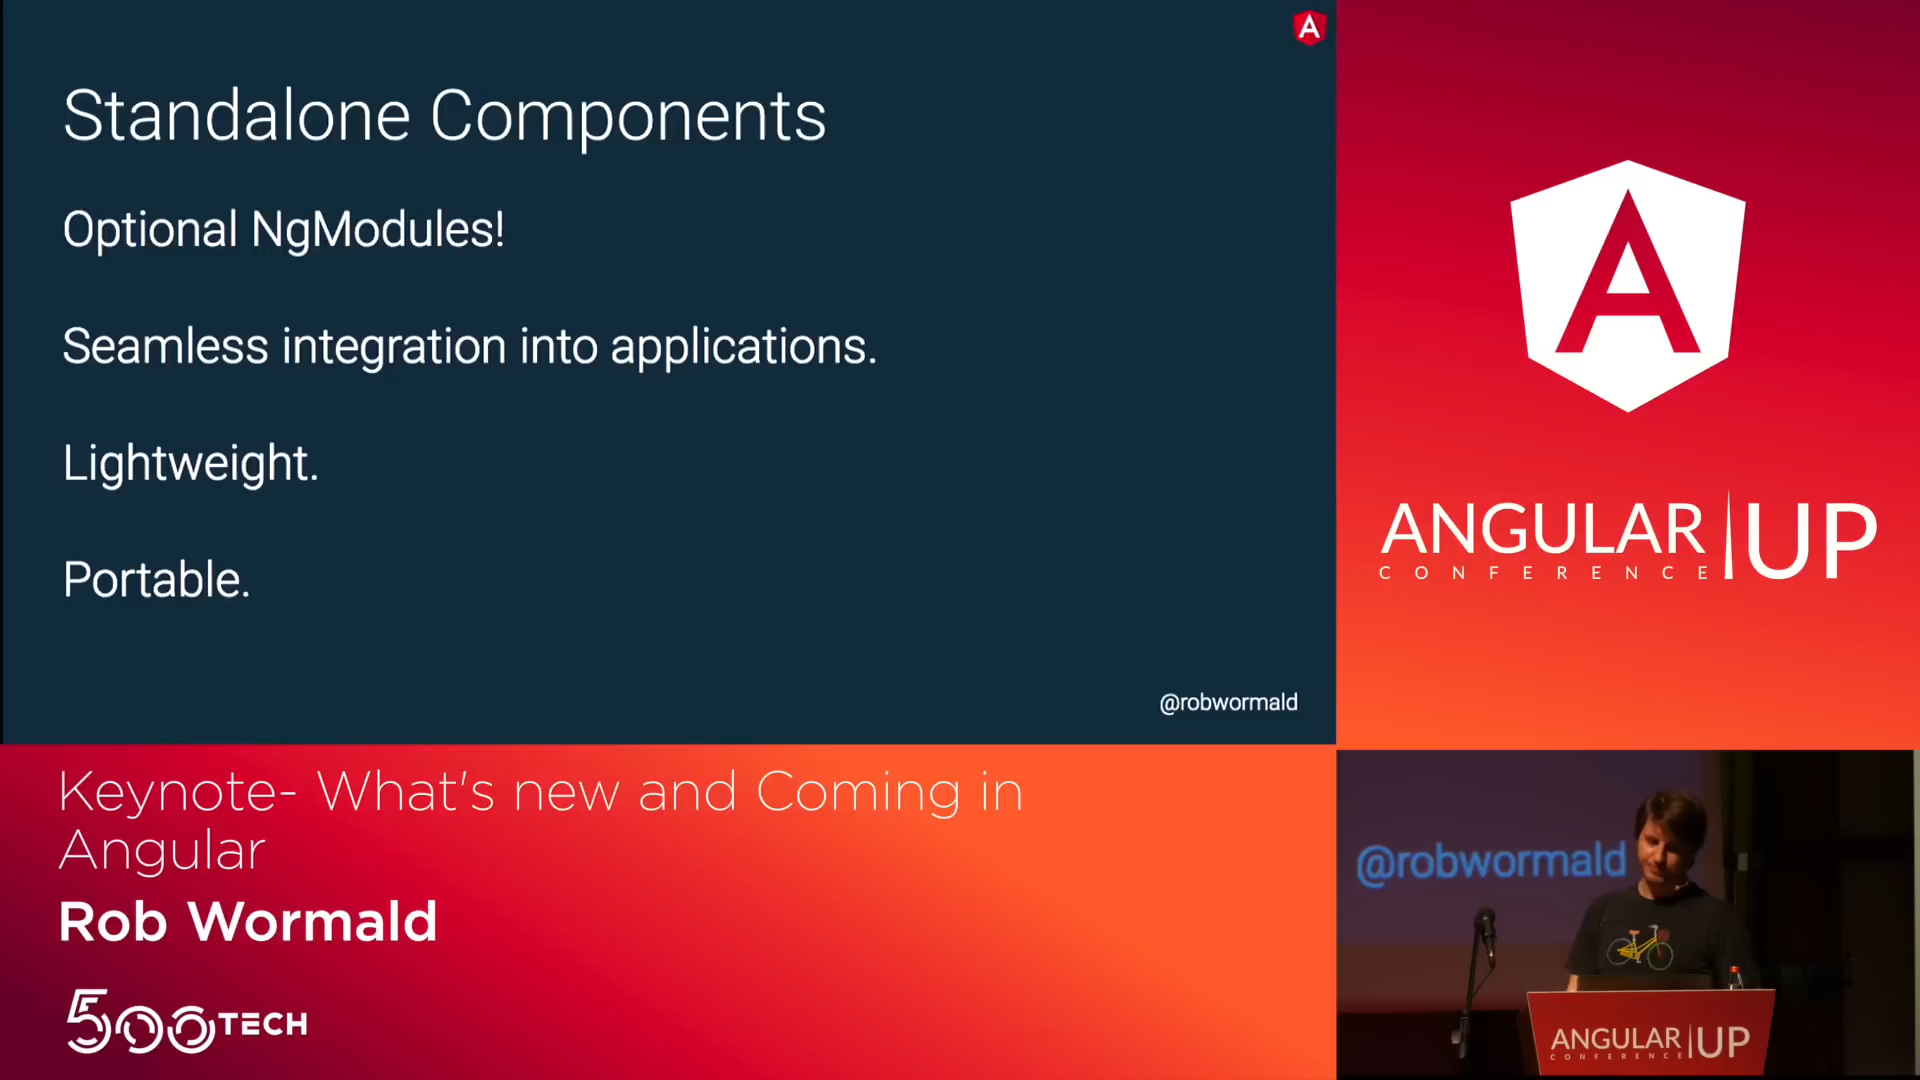 A
Standalone Components
Optional NgModules!
Seamless integration into applications.
Lightweight.
Portable.
@robwormald
A
ANGULAR UP
CONFERENCE
Keynote- What's new and Coming in
Angular
Rob Wormald
500TECH
@robwormald
ANGULAR UP
CONFERENCE